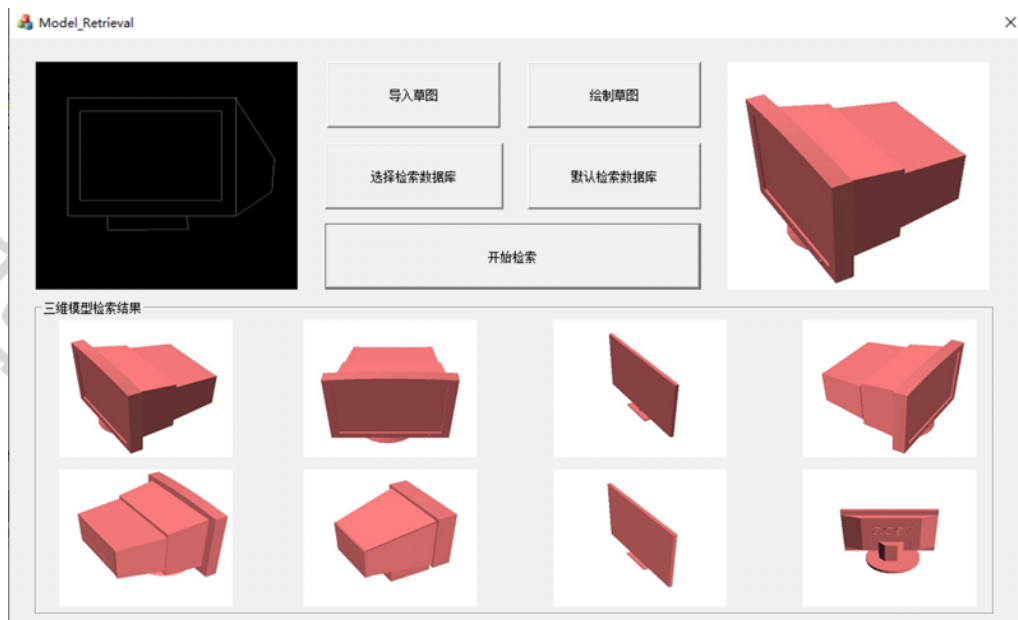 Model_Retrieval
导入草图
绘制草图
选择检索数据库
默认检索数据库
开始检索
三维模型检索结果
acer